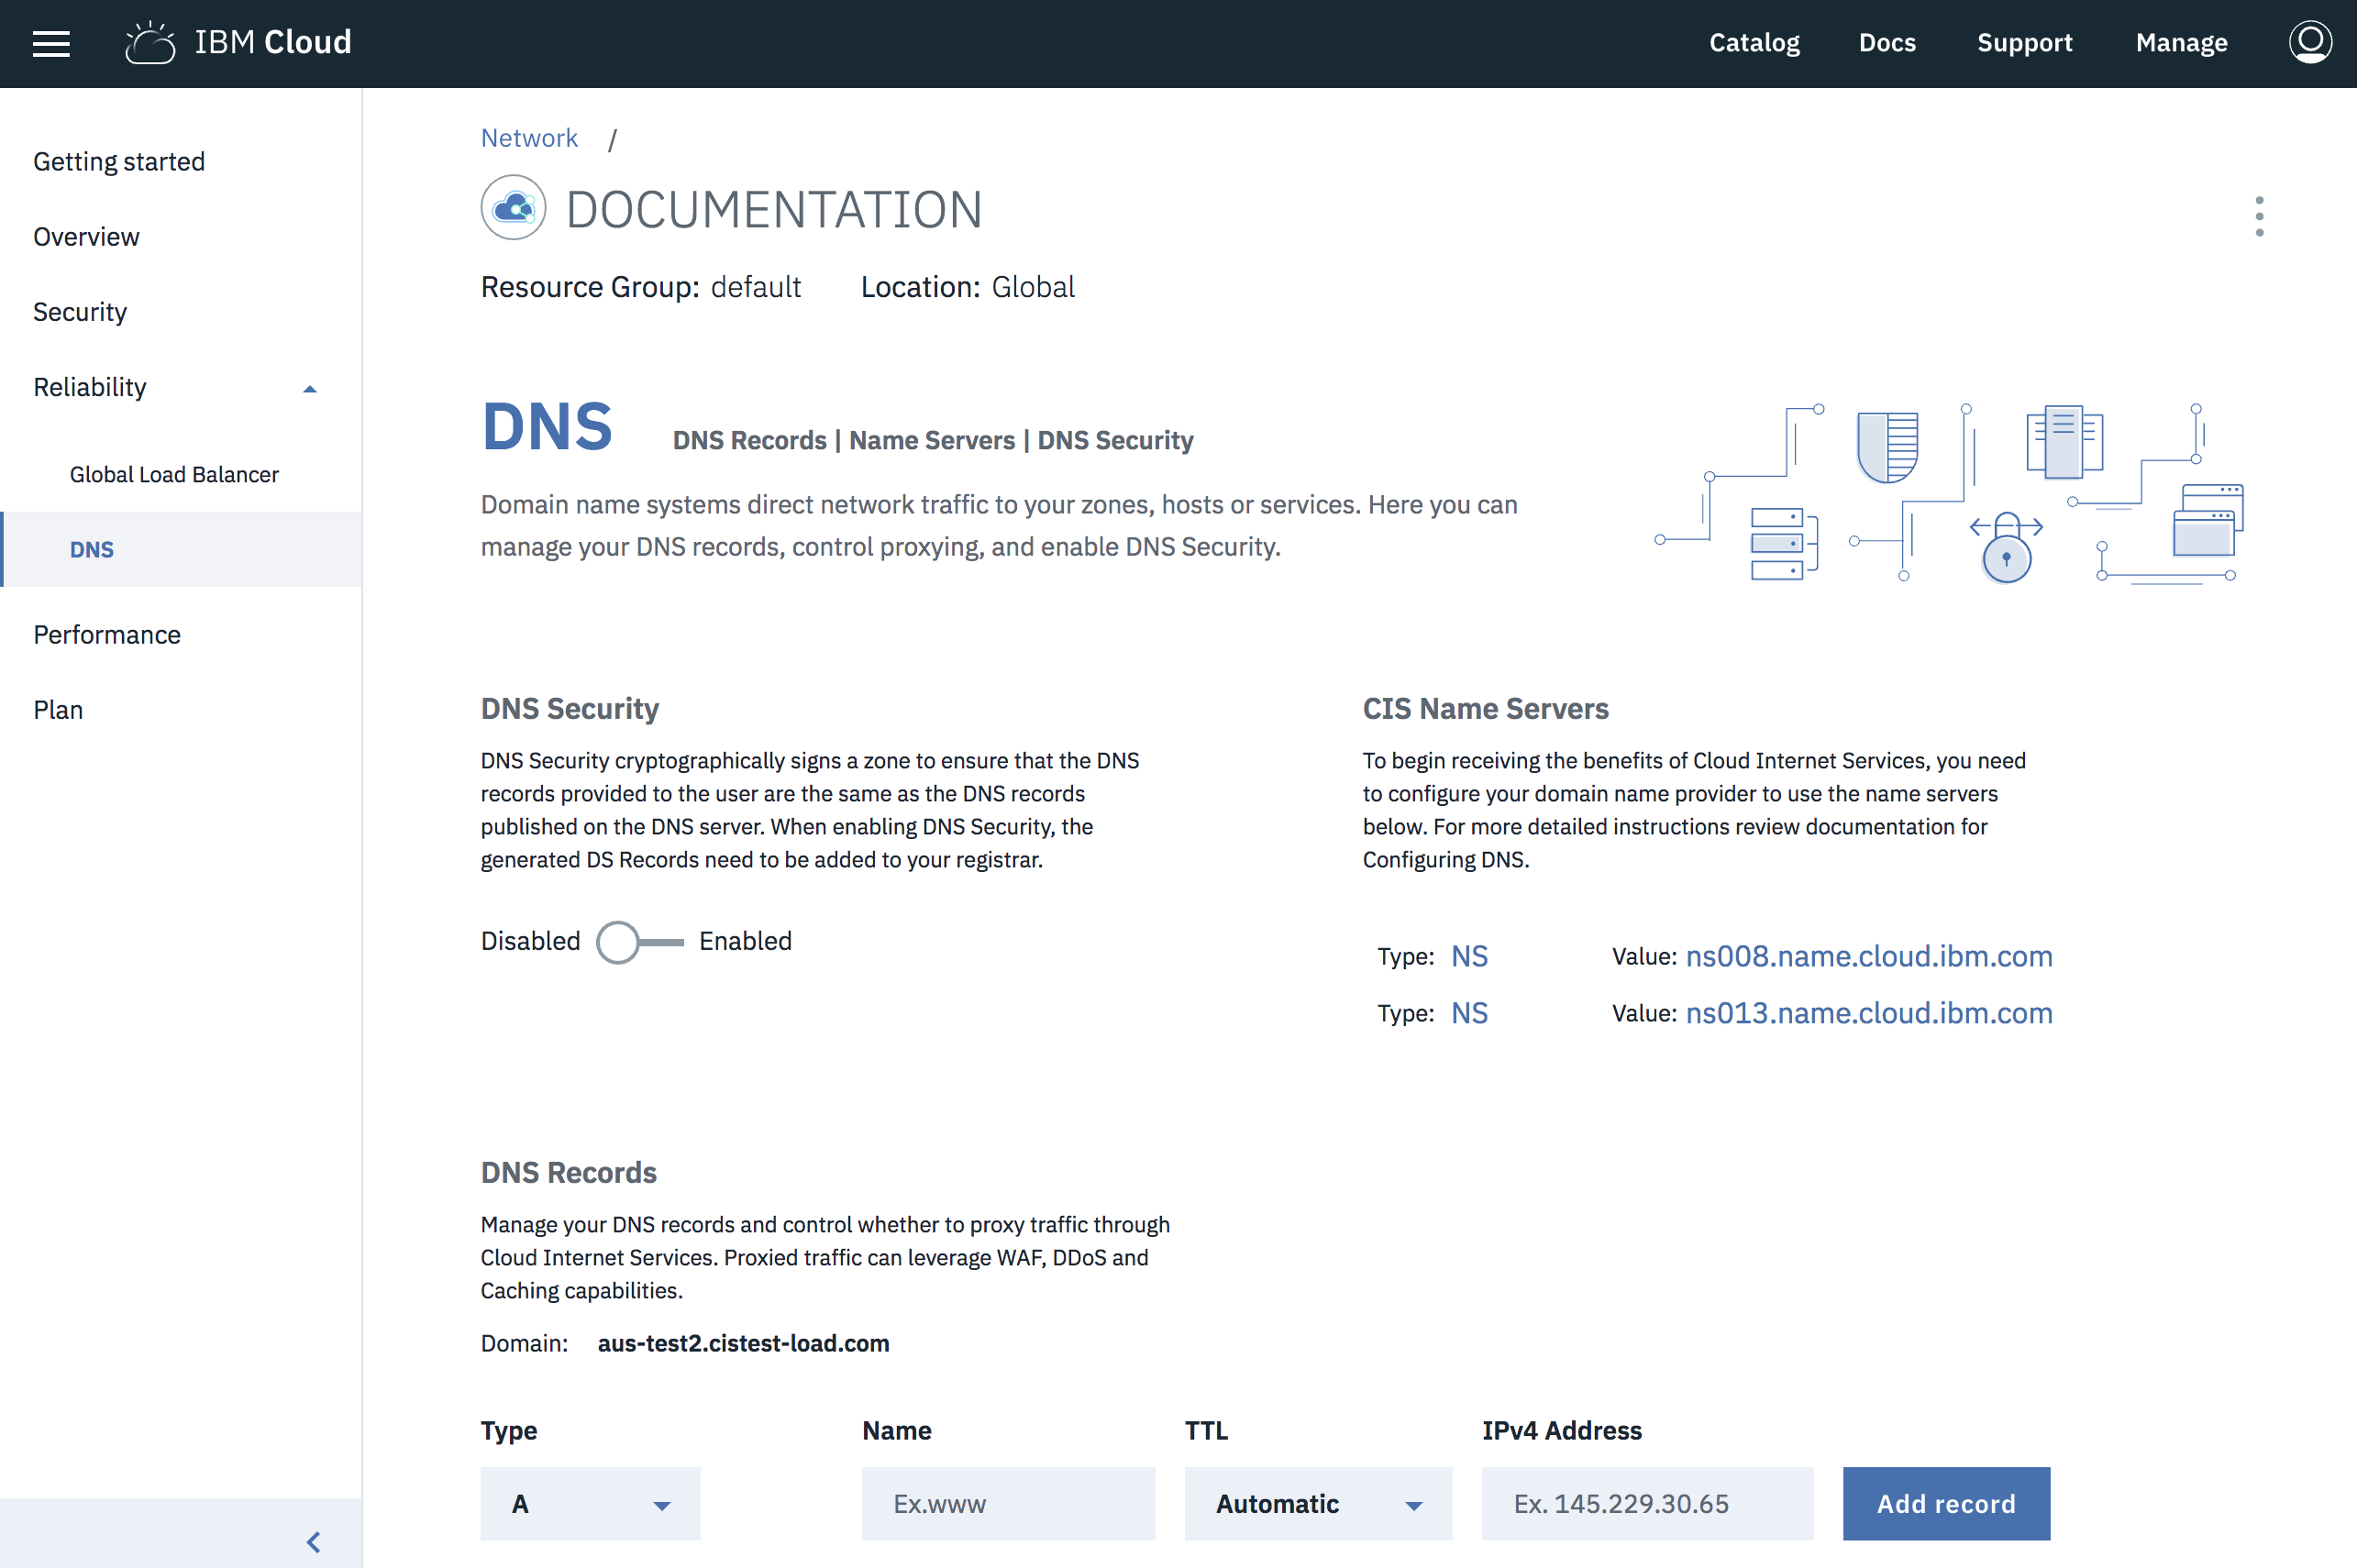 IBM Cloud
Catalog
Docs
Support
Manage
Getting started
Overview
Security
Reliability
Global Load Balancer
DNS
Performance
Plan
Network /
DOCUMENTATION
Resource Group: default Location: Global
DNS DNS Records | Name Servers | DNS Security
Domain name systems direct network traffic to your zones, hosts or services. Here you can
manage your DNS records, control proxying, and enable DNS Security.
DNS Security
DNS Security cryptographically signs a zone to ensure that the DNS
records provided to the user are the same as the DNS records
published on the DNS server. When enabling DNS Security, the
generated DS Records need to be added to your registrar.
Disabled Enabled
CIS Name Servers
To begin receiving the benefits of Cloud Internet Services, you need
to configure your domain name provider to use the name servers
below. For more detailed instructions review documentation for
Configuring DNS.
Type: NS Value: ns008.name.cloud.ibm.com
Type: NS Value: ns013.name.cloud.ibm.com
DNS Records
Manage your DNS records and control whether to proxy traffic through
Cloud Internet Services. Proxied traffic can leverage WAF, DDoS and
Caching capabilities.
Domain: aus-test2.cistest-load.com
Type Name TTL IPv4 Address
A Ex.www Automatic Ex. 145.229.30.65 Add record